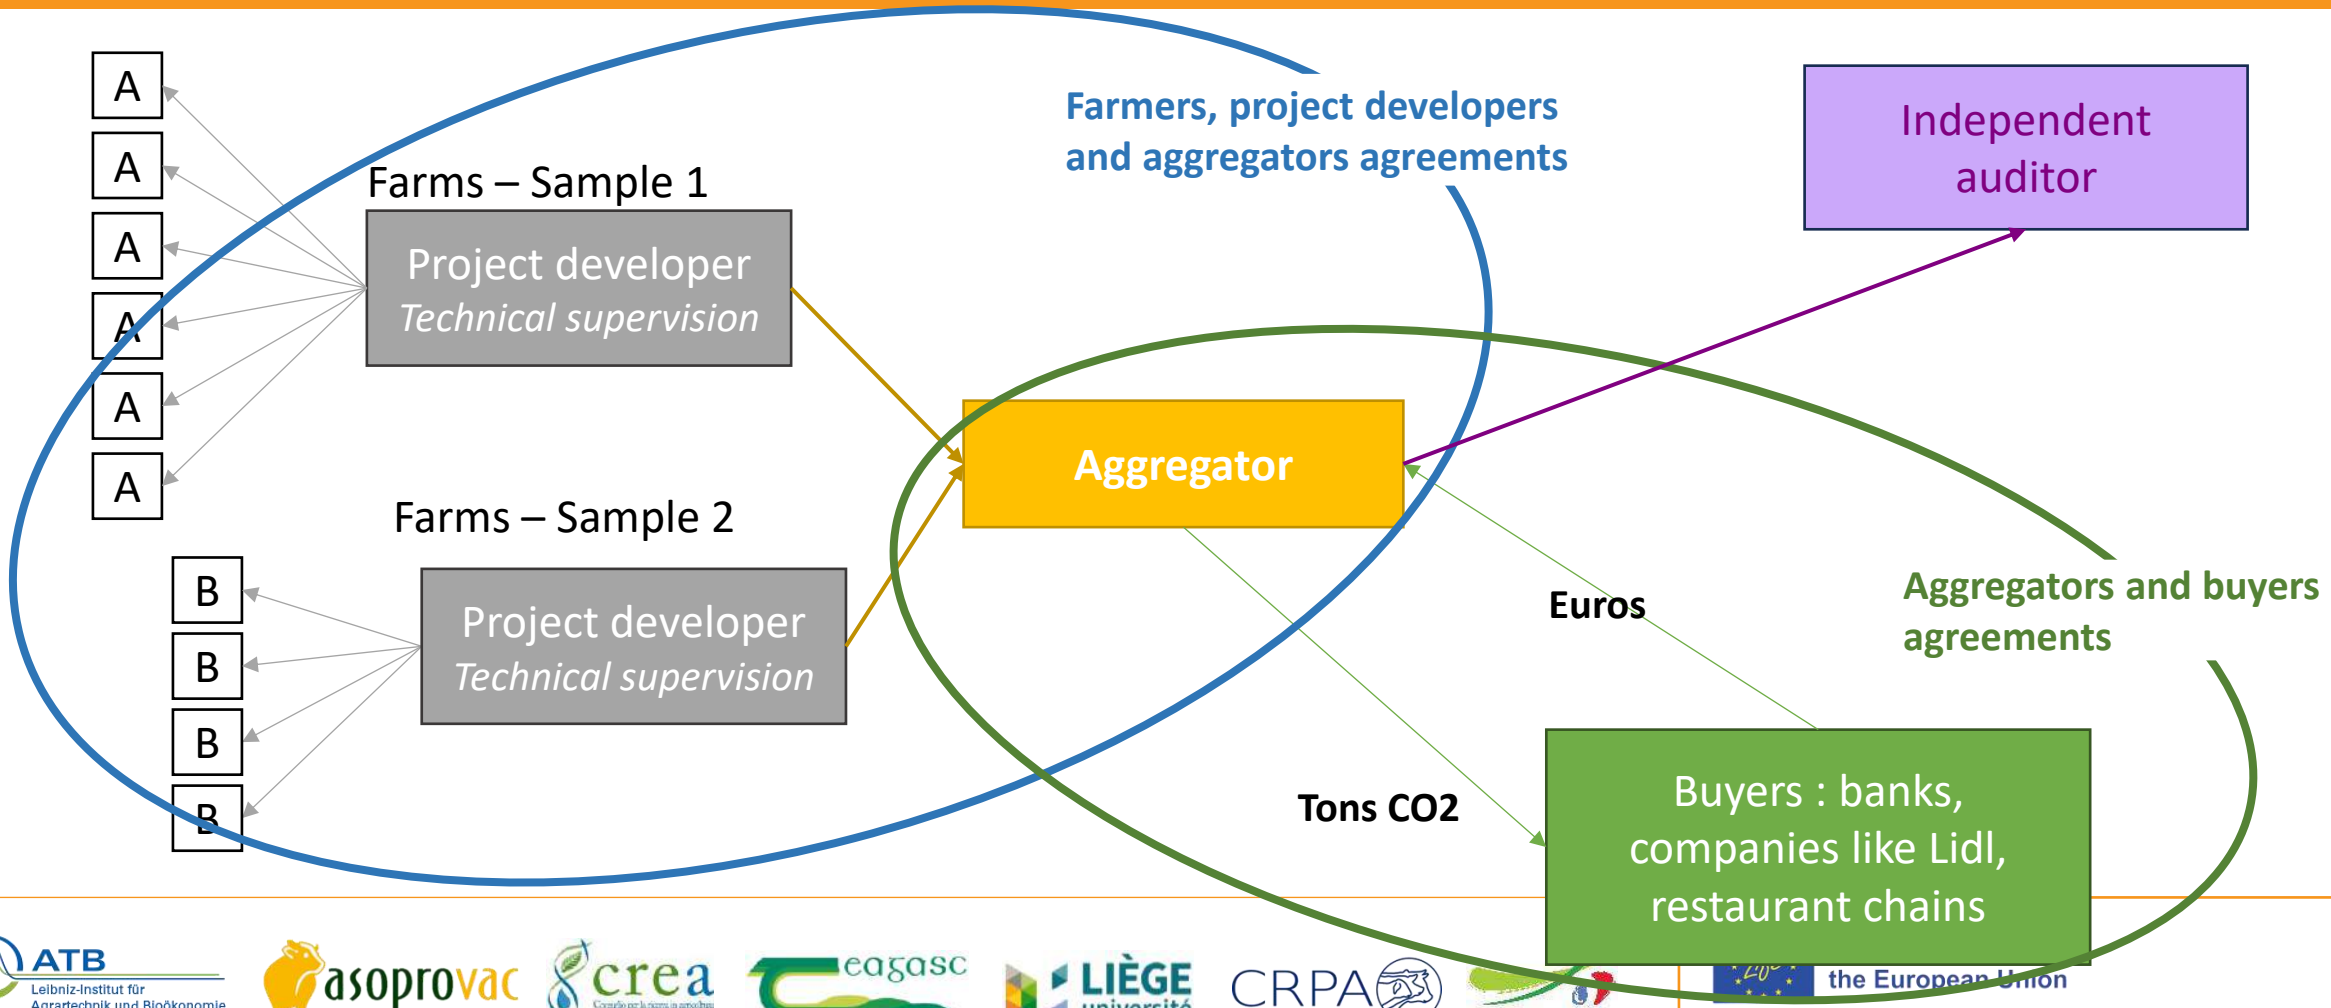 A
A
A
A
A
A
Farms – Sample 1
Project developer
Technical supervision
Farmers, project developers
and aggregators agreements
Independent
auditor
Aggregator
Farms – Sample 2
B
B
B
B
Project developer
Technical supervision
Euros
Aggregators and buyers
agreements
Tons CO2
Buyers : banks,
companies like Lidl,
restaurant chains
ATB
Leibniz-Institut für
Agrartechnik und Bioökonomie
asoprovac
crea
eagasc
LIÈGE
université
CRPA
the European Union